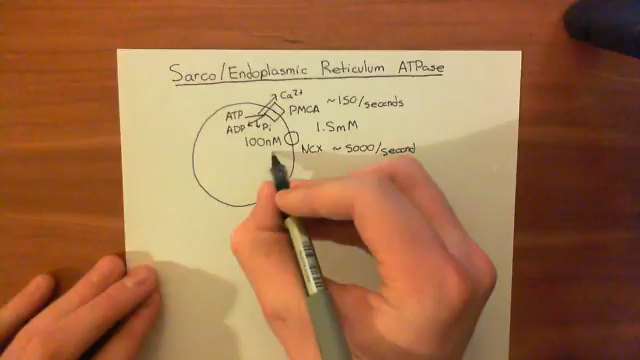 Sarco/Endoplasmic Reticulum ATPase
Ca2+
ATP
PMCA ~150/seconds
ADP Pi
1.5mM
100nM
NCX ~ 5000/second